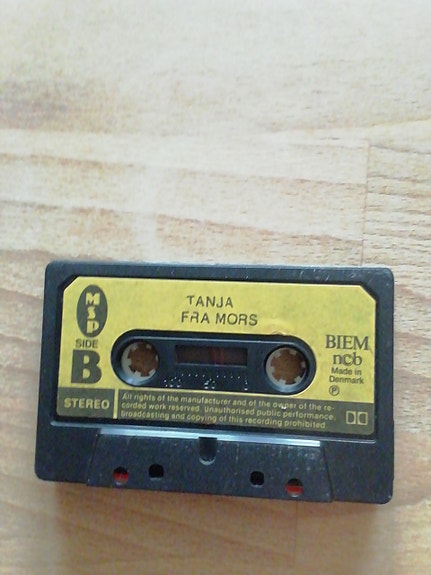 MSP
TANJA
FRA MORS
SIDE
B
BIEM
ncb
Made in
Denmark
Ⓟ
STEREO
All rights of the manufacturer and of the owner of the re-
corded work reserved. Unauthorised public performance,
broadcasting and copying of this recording prohibited